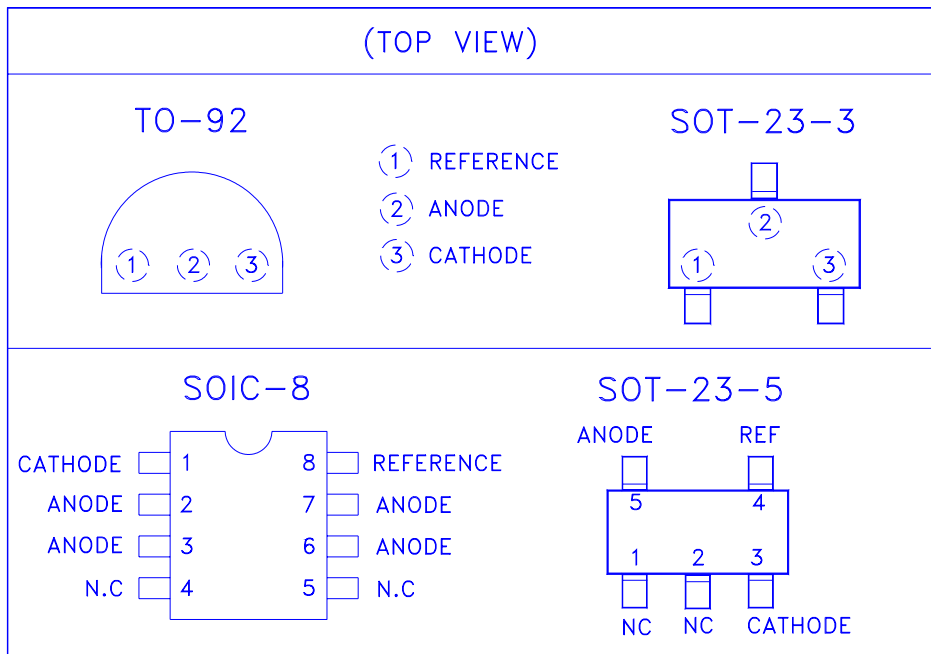 (TOP VIEW)
TO-92
1 2 3
1 REFERENCE
2 ANODE
3 CATHODE
SOT-23-3
2
1 3
SOIC-8
CATHODE 1 8 REFERENCE
ANODE 2 7 ANODE
ANODE 3 6 ANODE
N.C 4 5 N.C
SOT-23-5
ANODE REF
5 4
1 2 3
NC NC CATHODE